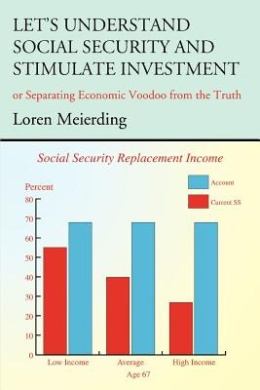 LET'S UNDERSTAND
SOCIAL SECURITY AND
STIMULATE INVESTMENT
or Separating Economic Voodoo from the Truth
Loren Meierding
Social Security Replacement Income
Percent
Account
Current SS
80
70
60
50
40
30
20
10
0
Low Income Average High Income
Age 67